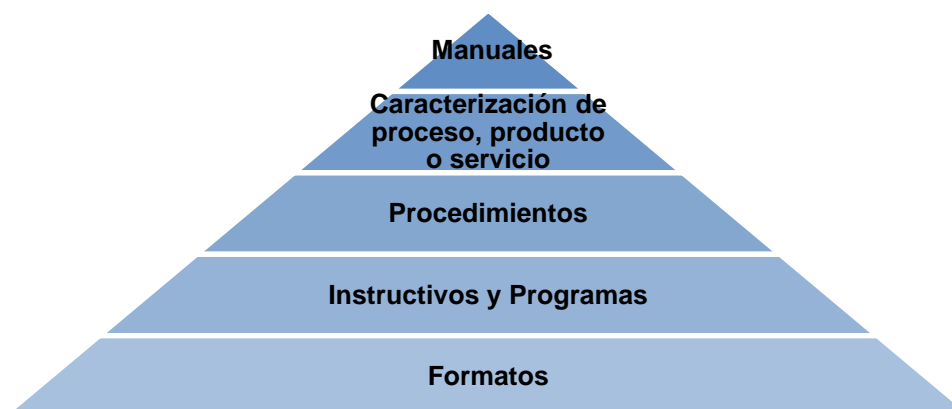 Manuales
Caracterización de
proceso, producto
o servicio
Procedimientos
Instructivos y Programas
Formatos